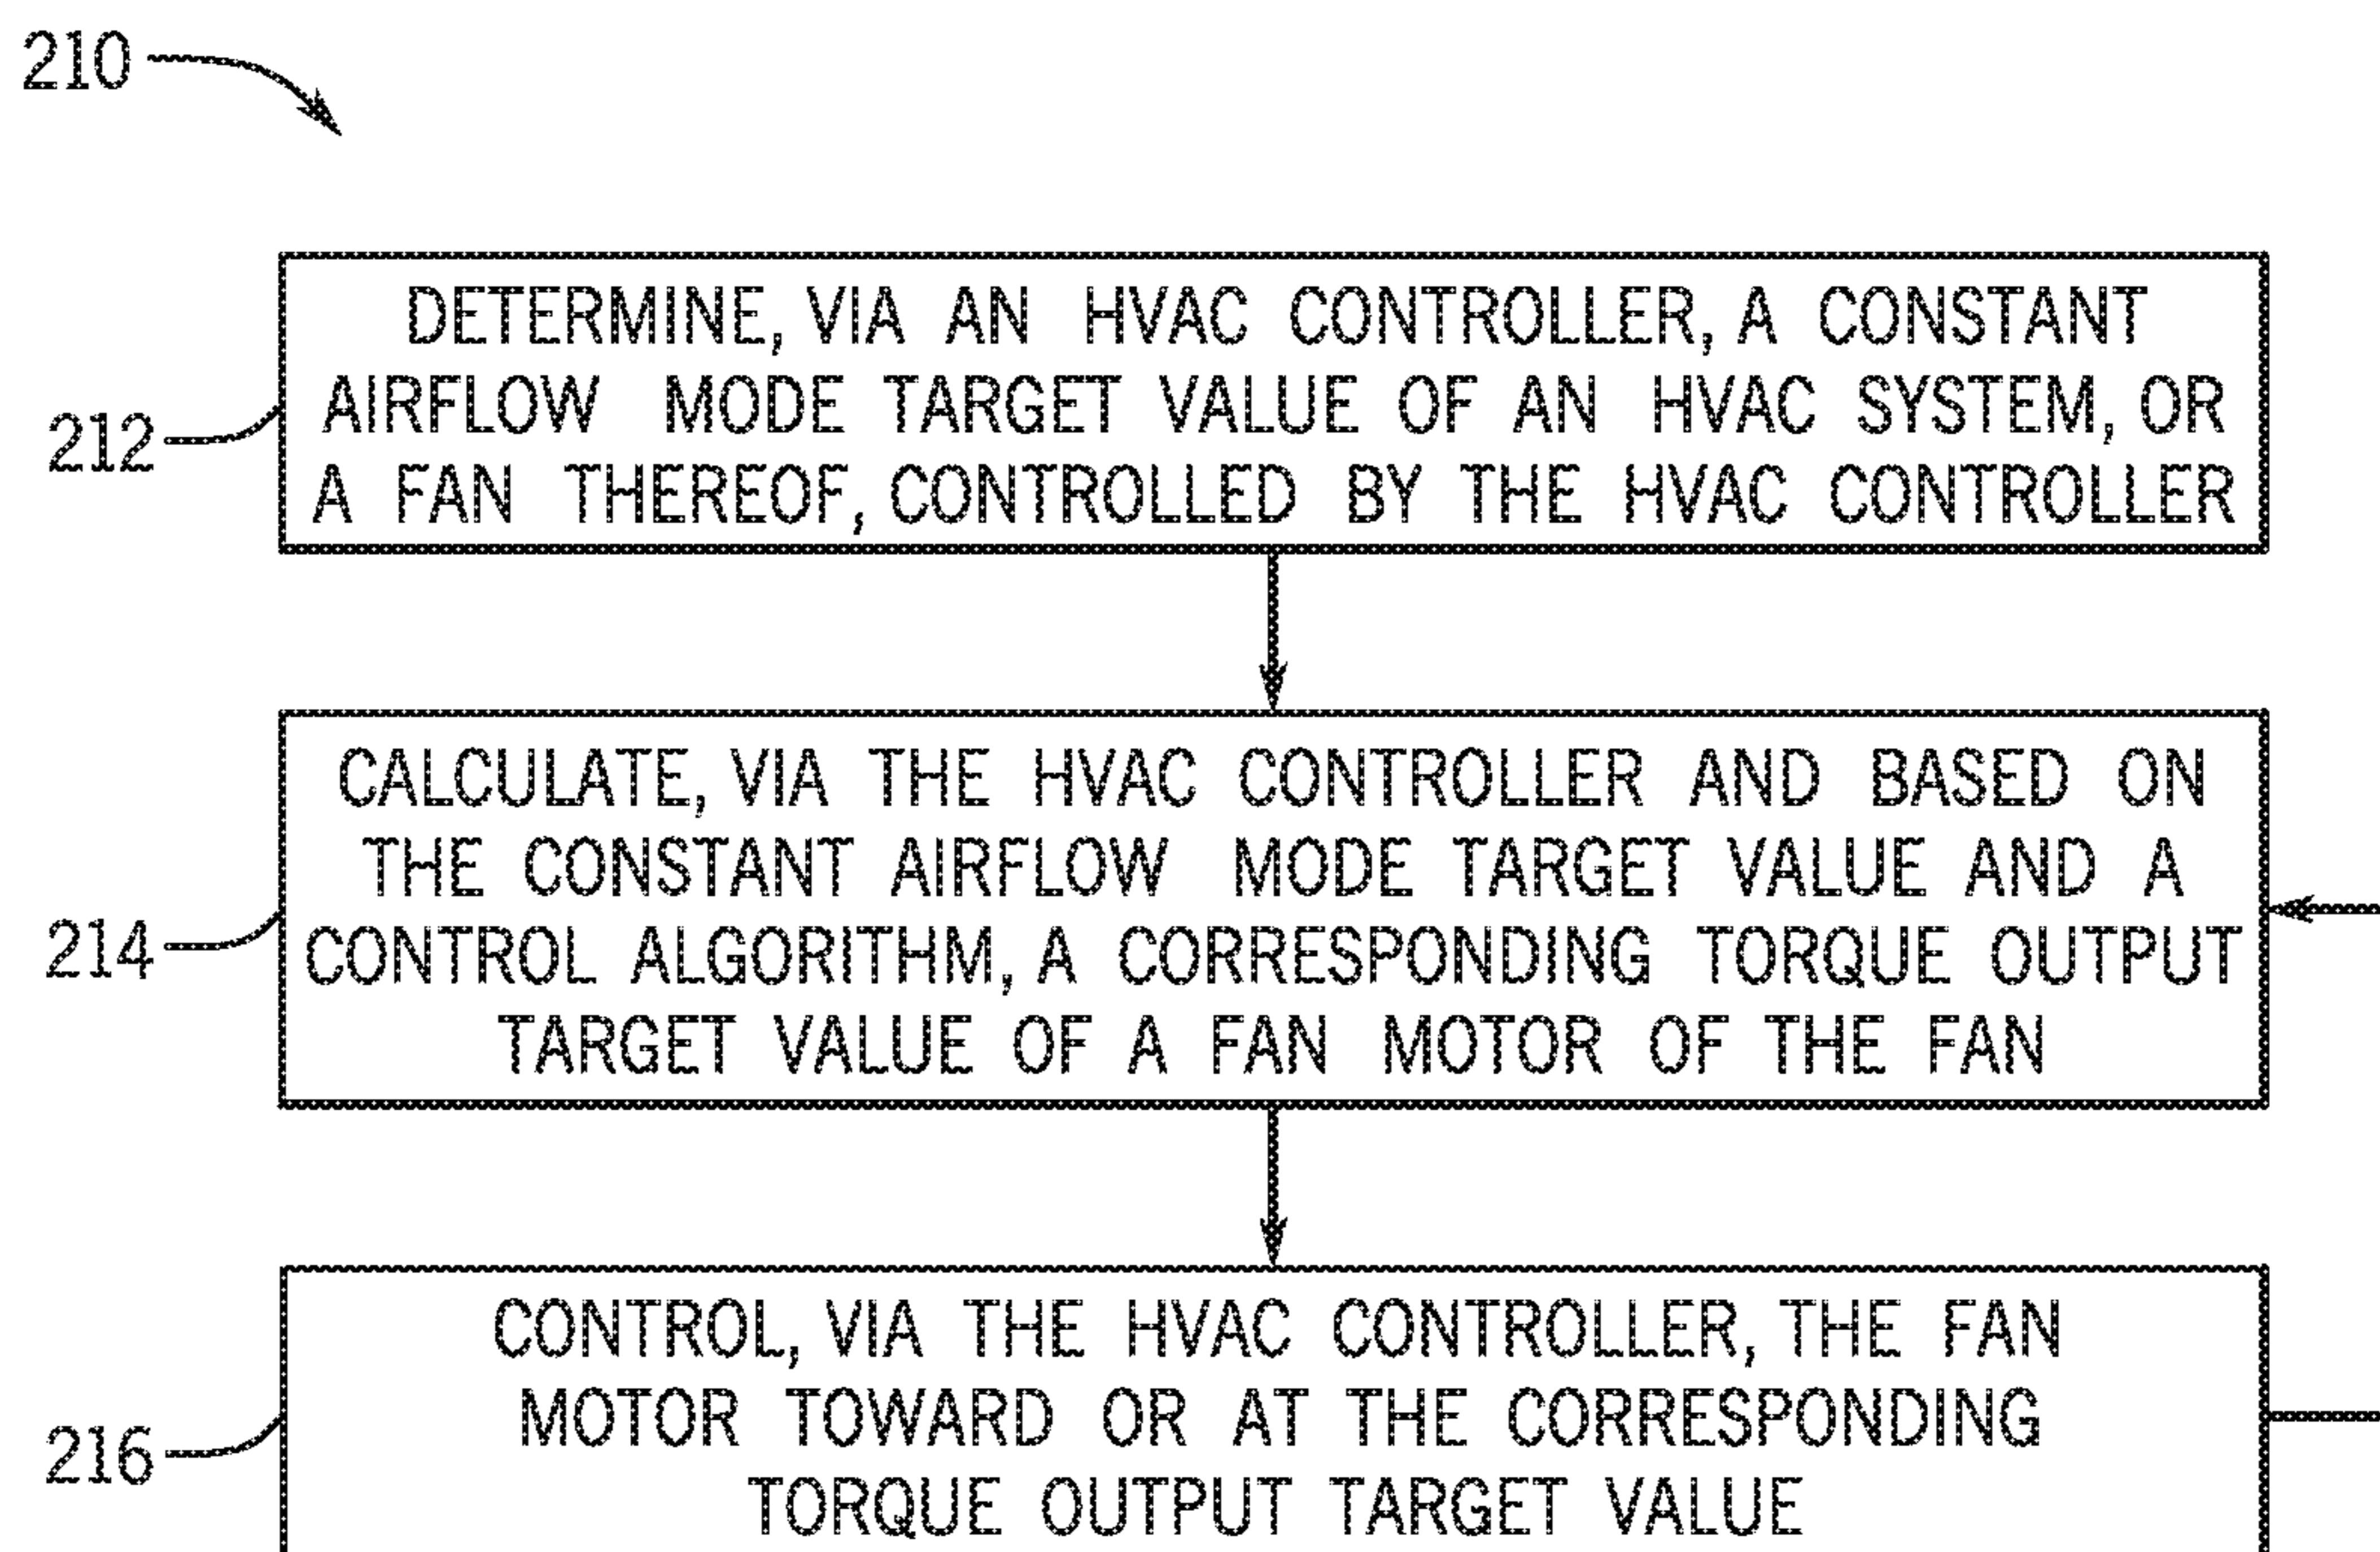 210
DETERMINE, VIA AN HVAC CONTROLLER, A CONSTANT
AIRFLOW MODE TARGET VALUE OF AN HVAC SYSTEM, OR
A FAN THEREOF, CONTROLLED BY THE HVAC CONTROLLER
212
CALCULATE, VIA THE HVAC CONTROLLER AND BASED ON
THE CONSTANT AIRFLOW MODE TARGET VALUE AND A
CONTROL ALGORITHM, A CORRESPONDING TORQUE OUTPUT
TARGET VALUE OF A FAN MOTOR OF THE FAN
214
CONTROL, VIA THE HVAC CONTROLLER, THE FAN
MOTOR TOWARD OR AT THE CORRESPONDING
TORQUE OUTPUT TARGET VALUE
216